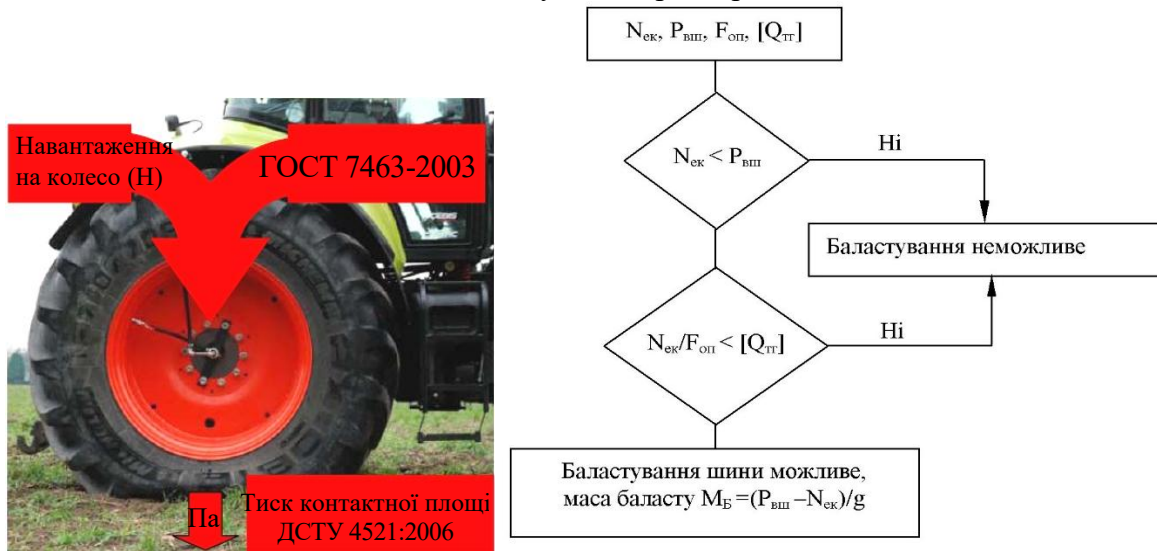 Навантаження
на колесо (Н)
ГОСТ 7463-2003
Па
Тиск контактної площі
ДСТУ 4521:2006
Nек, Pвш, Fоп, [Qтг]
Nек < Pвш
Ні
Баластування неможливе
Nек/Fоп < [Qтг]
Ні
Баластування шини можливе,
маса баласту MБ =(Pвш –Nек)/g